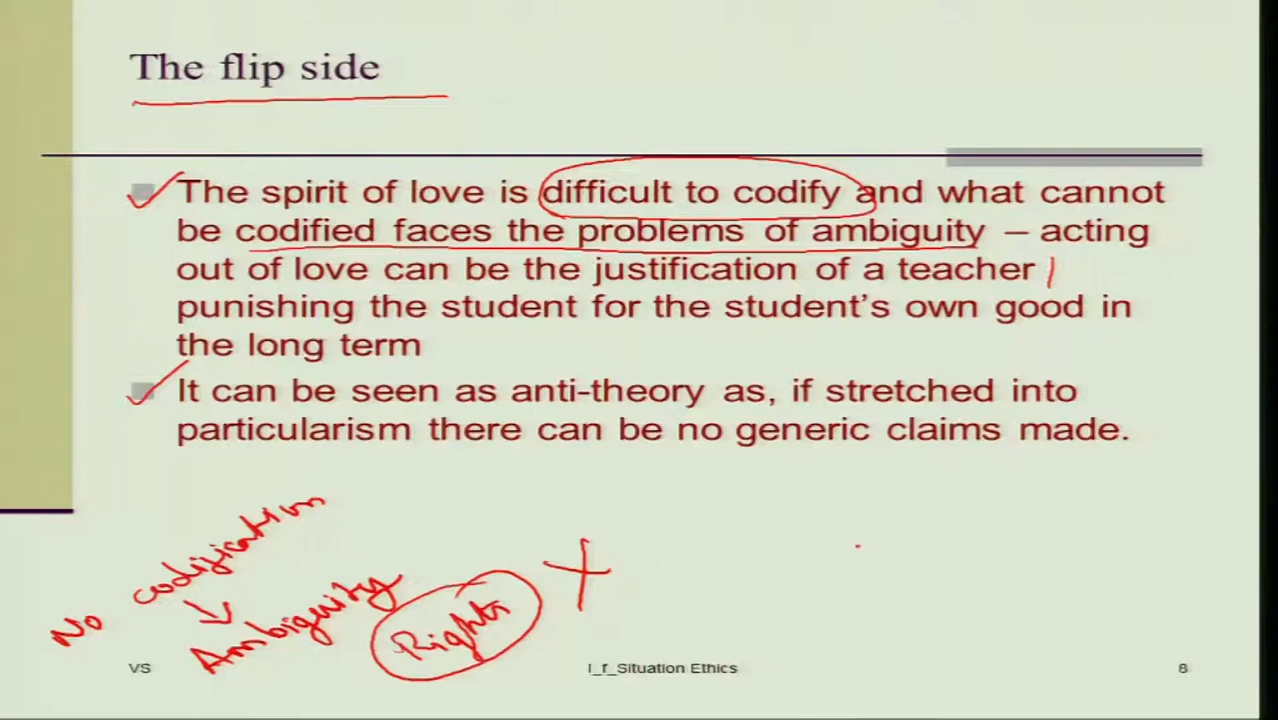 The flip side
The spirit of love is difficult to codify and what cannot
be codified faces the problems of ambiguity – acting
out of love can be the justification of a teacher
punishing the student for the student's own good in
the long term
It can be seen as anti-theory as, if stretched into
particularism there can be no generic claims made.
No codification
Ambiguity
Rights
VS
I_f_Situation Ethics
6